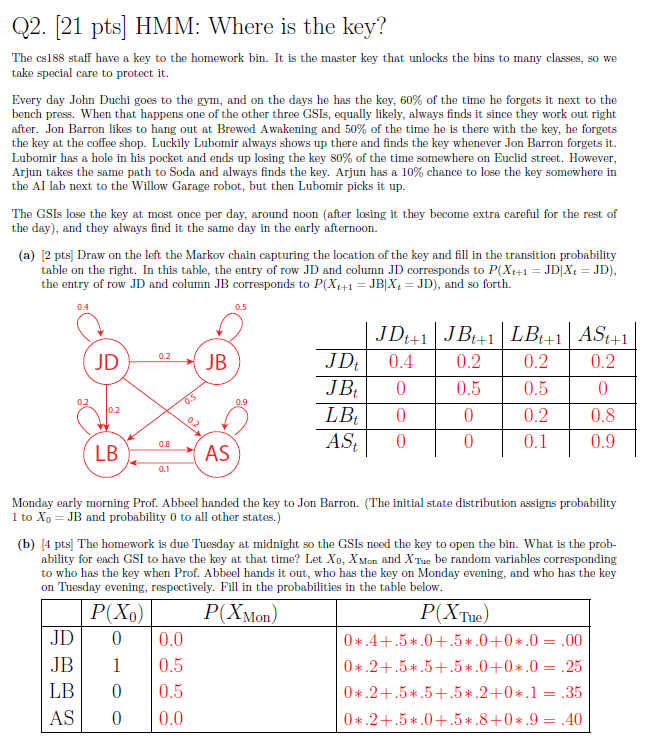 Q2. [21 pts] HMM: Where is the key?
The cs188 staff have a key to the homework bin. It is the master key that unlocks the bins to many classes, so we
take special care to protect it.
Every day John Duchi goes to the gym, and on the days he has the key, 60% of the time he forgets it next to the
bench press. When that happens one of the other three GSIs, equally likely, always finds it since they work out right
after. Jon Barron likes to hang out at Brewed Awakening and 50% of the time he is there with the key, he forgets
the key at the coffee shop. Luckily Lubomir always shows up there and finds the key whenever Jon Barron forgets it.
Lubomir has a hole in his pocket and ends up losing the key 80% of the time somewhere on Euclid street. However,
Arjun takes the same path to Soda and always finds the key. Arjun has a 10% chance to lose the key somewhere in
the AI lab next to the Willow Garage robot, but then Lubomir picks it up.
The GSIs lose the key at most once per day, around noon (after losing it they become extra careful for the rest of
the day), and they always find it the same day in the early afternoon.
(a) [2 pts] Draw on the left the Markov chain capturing the location of the key and fill in the transition probability
table on the right. In this table, the entry of row JD and column JD corresponds to P(X_{t+1} = JD|X_t = JD),
the entry of row JD and column JB corresponds to P(X_{t+1} = JB|X_t = JD), and so forth.
0.4 0.5
JD 0.2 JB
0.2 0.2 0.5 0.2 0.9
LB 0.8 AS
0.1
JD_{t+1} JB_{t+1} LB_{t+1} AS_{t+1}
JD_t 0.4 0.2 0.2 0.2
JB_t 0 0.5 0.5 0
LB_t 0 0 0.2 0.8
AS_t 0 0 0.1 0.9
Monday early morning Prof. Abbeel handed the key to Jon Barron. (The initial state distribution assigns probability
1 to X_0 = JB and probability 0 to all other states.)
(b) [4 pts] The homework is due Tuesday at midnight so the GSIs need the key to open the bin. What is the prob-
ability for each GSI to have the key at that time? Let X_0, X_Mon and X_Tue be random variables corresponding
to who has the key when Prof. Abbeel hands it out, who has the key on Monday evening, and who has the key
on Tuesday evening, respectively. Fill in the probabilities in the table below.
P(X_0) P(X_Mon) P(X_Tue)
JD 0 0.0 0*.4+.5*.0+.5*.0+0*.0 = .00
JB 1 0.5 0*.2+.5*.5+.5*.0+0*.0 = .25
LB 0 0.5 0*.2+.5*.5+.5*.2+0*.1 = .35
AS 0 0.0 0*.2+.5*.0+.5*.8+0*.9 = .40